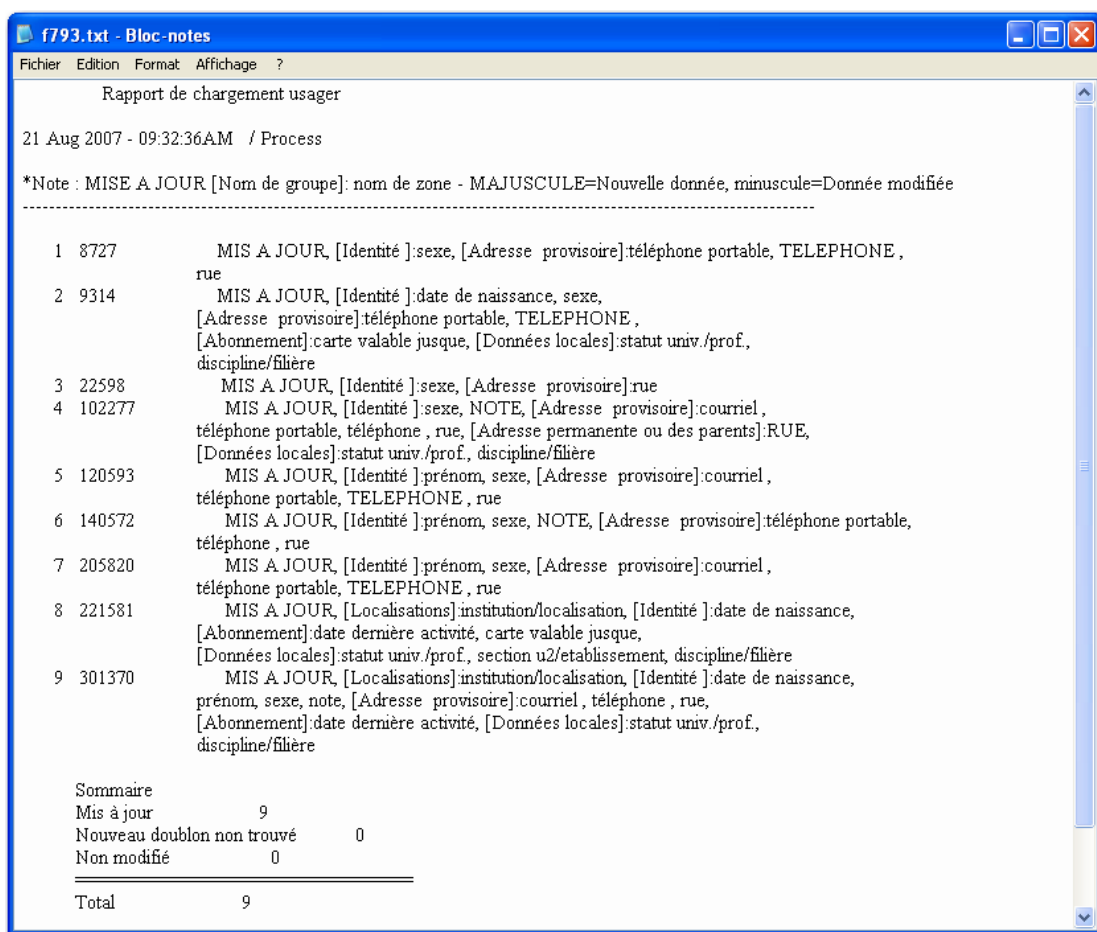 f793.txt - Bloc-notes
Fichier Edition Format Affichage ?
Rapport de chargement usager
21 Aug 2007 - 09:32:36AM / Process
*Note : MISE A JOUR [Nom de groupe]: nom de zone - MAJUSCULE=Nouvelle donnée, minuscule=Donnée modifiée
------------------------------------------------------------------------------------------------------------------------
1 8727 MIS A JOUR, [Identité ]:sexe, [Adresse provisoire]:téléphone portable, TELEPHONE ,
rue
2 9314 MIS A JOUR, [Identité ]:date de naissance, sexe,
[Adresse provisoire]:téléphone portable, TELEPHONE ,
[Abonnement]:carte valable jusque, [Données locales]:statut univ./prof.,
discipline/filière
3 22598 MIS A JOUR, [Identité ]:sexe, [Adresse provisoire]:rue
4 102277 MIS A JOUR, [Identité ]:sexe, NOTE, [Adresse provisoire]:courriel ,
téléphone portable, téléphone , rue, [Adresse permanente ou des parents]:RUE,
[Données locales]:statut univ./prof., discipline/filière
5 120593 MIS A JOUR, [Identité ]:prénom, sexe, [Adresse provisoire]:courriel ,
téléphone portable, TELEPHONE , rue
6 140572 MIS A JOUR, [Identité ]:prénom, sexe, NOTE, [Adresse provisoire]:téléphone portable,
téléphone , rue
7 205820 MIS A JOUR, [Identité ]:prénom, sexe, [Adresse provisoire]:courriel ,
téléphone portable, TELEPHONE , rue
8 221581 MIS A JOUR, [Localisations]:institution/localisation, [Identité ]:date de naissance,
[Abonnement]:date dernière activité, carte valable jusque,
[Données locales]:statut univ./prof., section u2/etablissement, discipline/filière
9 301370 MIS A JOUR, [Localisations]:institution/localisation, [Identité ]:date de naissance,
prénom, sexe, note, [Adresse provisoire]:courriel , téléphone , rue,
[Abonnement]:date dernière activité, [Données locales]:statut univ./prof.,
discipline/filière
Sommaire
Mis à jour 9
Nouveau doublon non trouvé 0
Non modifié 0
Total 9